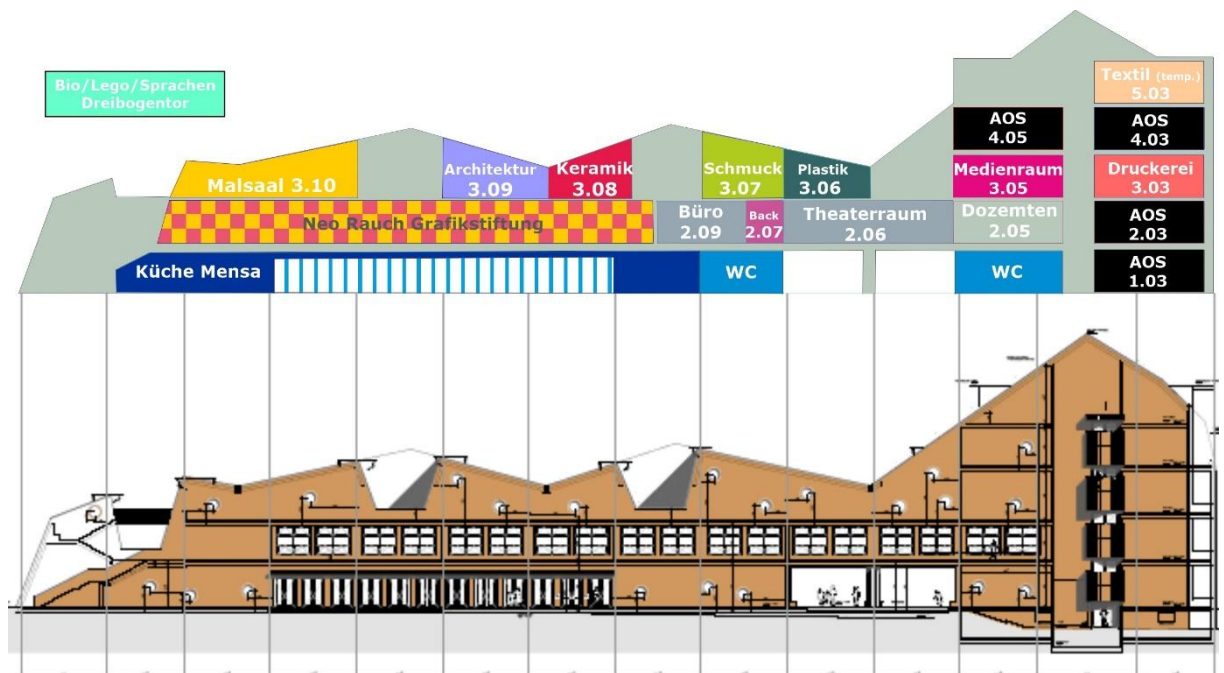 Bio/Lego/Sprachen
Dreibogentor
Textil (temp.)
5.03
AOS
4.05
AOS
4.03
Malsaal 3.10
Architektur
3.09
Keramik
3.08
Schmuck
3.07
Plastik
3.06
Medienraum
3.05
Druckerei
3.03
Neo Rauch Grafikstiftung
Büro
2.09
Back
2.07
Theaterraum
2.06
Dozemten
2.05
AOS
2.03
Küche Mensa
WC
WC
AOS
1.03